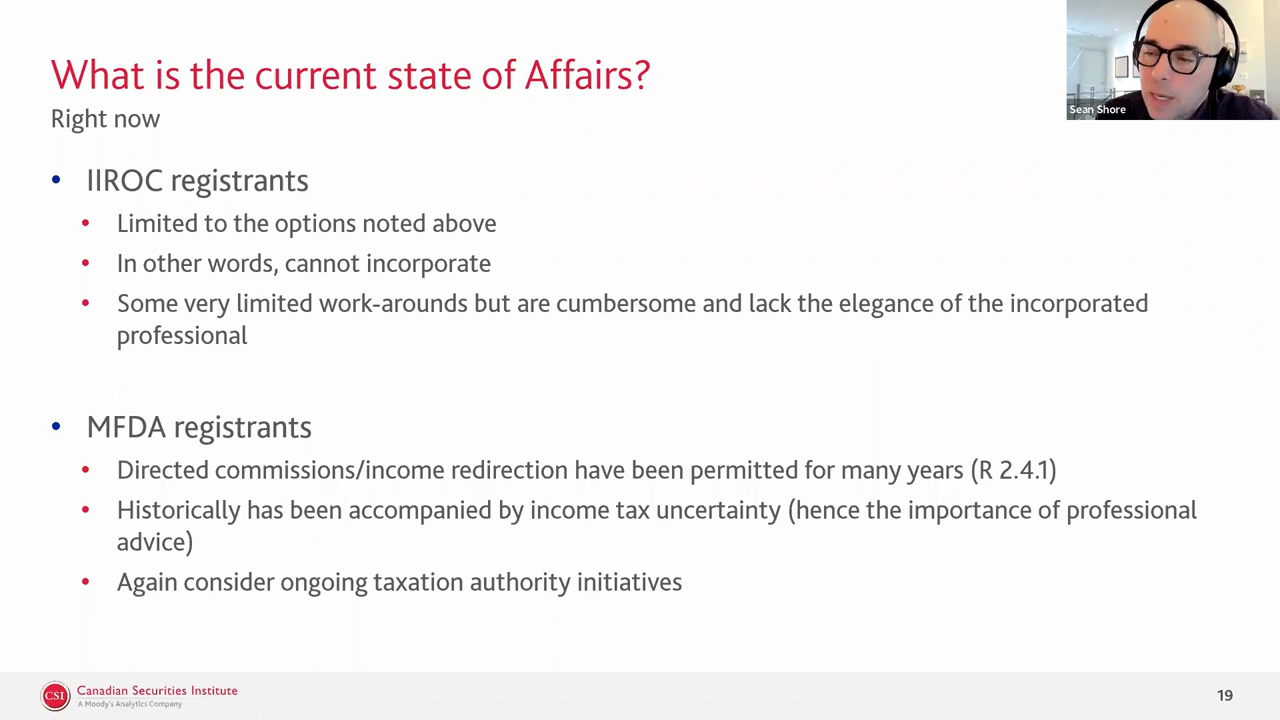 What is the current state of Affairs?
Right now
Sean Shore
• IIROC registrants
• Limited to the options noted above
• In other words, cannot incorporate
• Some very limited work-arounds but are cumbersome and lack the elegance of the incorporated
professional
• MFDA registrants
• Directed commissions/income redirection have been permitted for many years (R 2.4.1)
• Historically has been accompanied by income tax uncertainty (hence the importance of professional
advice)
• Again consider ongoing taxation authority initiatives
CSI
Canadian Securities Institute
A Moody's Analytics Company
19